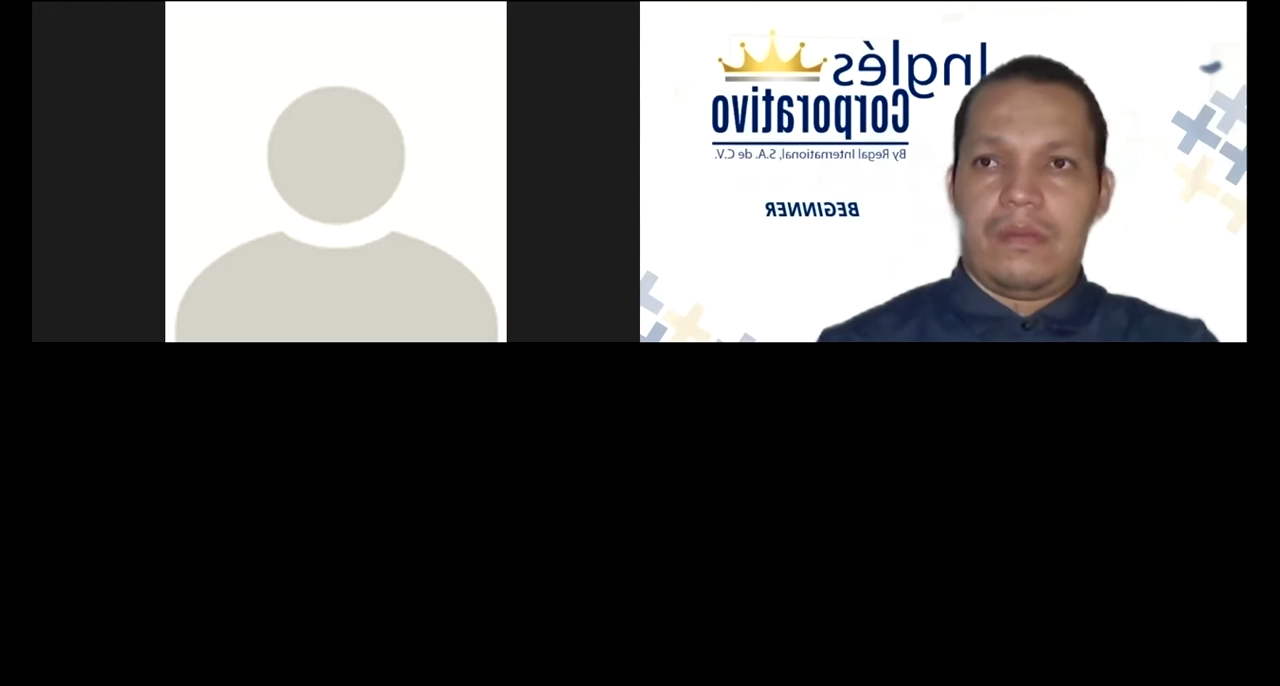 Inglés
Corporativo
By Regal International, S.A. de C.V.
BEGINNER